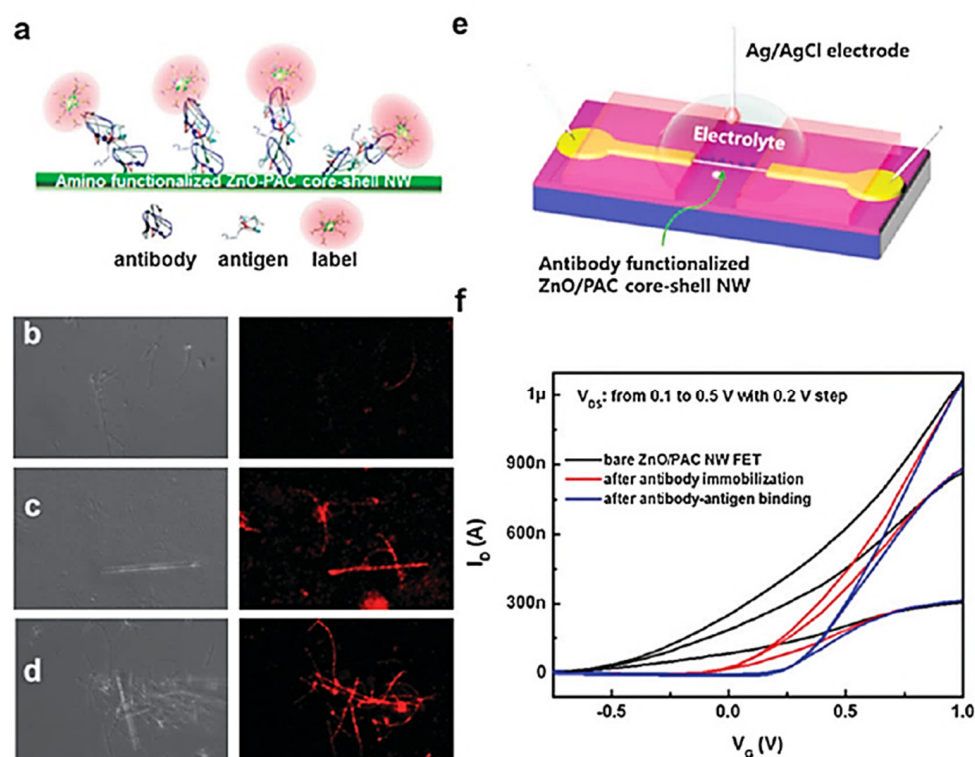 a
Amino functionalized ZnO-PAC core-shell NW
antibody antigen label
b
c
d
e
Ag/AgCl electrode
Electrolyte
Antibody functionalized
ZnO/PAC core-shell NW
f
V_DS: from 0.1 to 0.5 V with 0.2 V step
bare ZnO/PAC NW FET
after antibody immobilization
after antibody-antigen binding
I_D (A)
1μ
900n
600n
300n
0
-0.5 0.0 0.5 1.0
V_G (V)